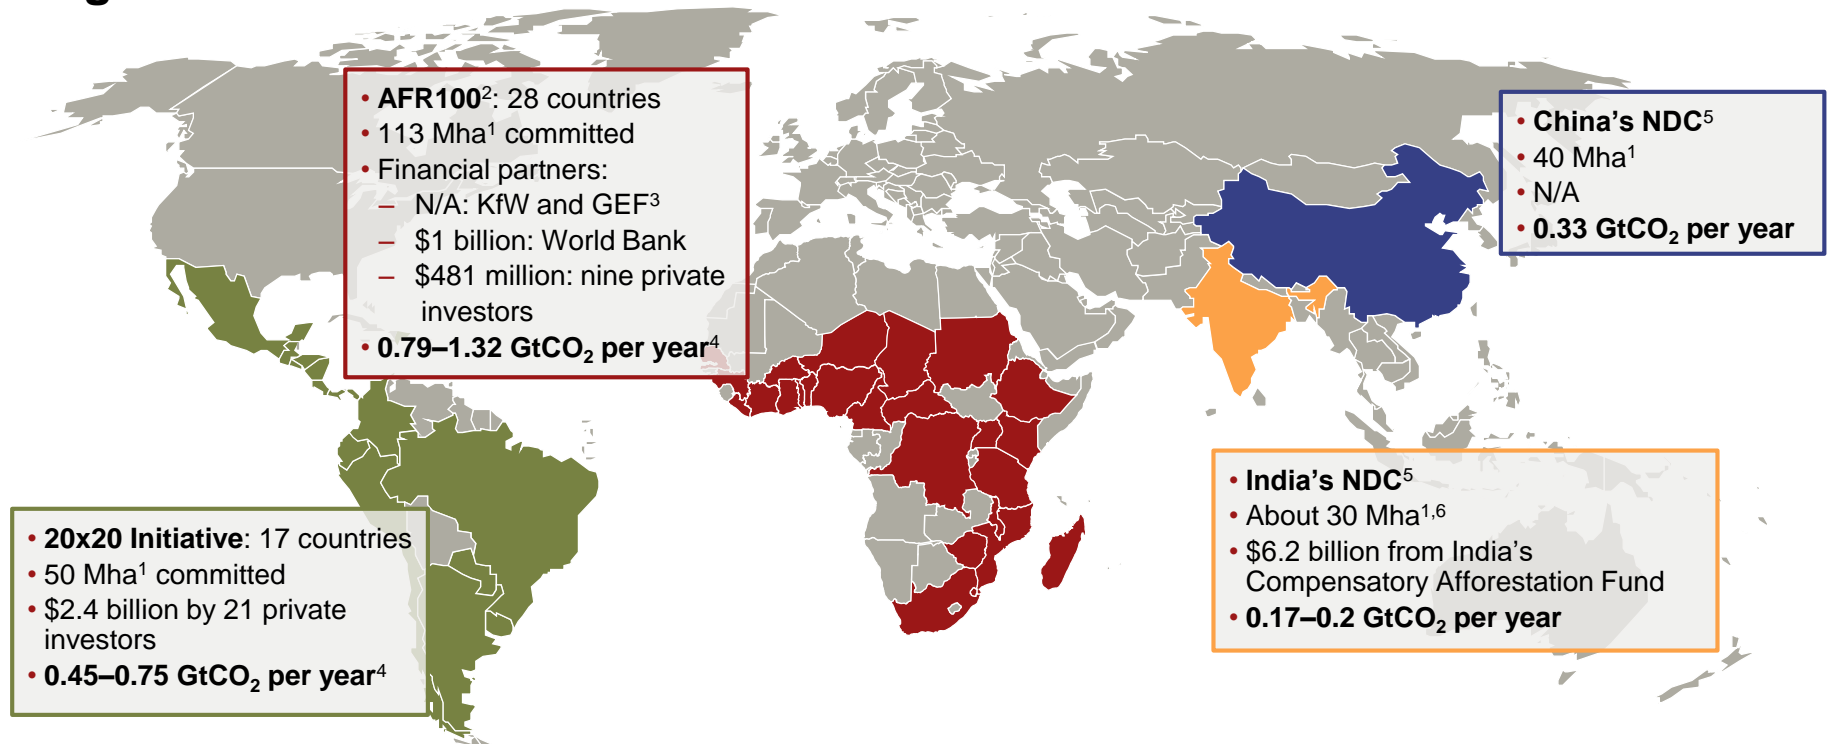 • AFR100²: 28 countries
• 113 Mha¹ committed
• Financial partners:
– N/A: KfW and GEF³
– $1 billion: World Bank
– $481 million: nine private
investors
• 0.79–1.32 GtCO₂ per year⁴
• China’s NDC⁵
• 40 Mha¹
• N/A
• 0.33 GtCO₂ per year
• 20x20 Initiative: 17 countries
• 50 Mha¹ committed
• $2.4 billion by 21 private
investors
• 0.45–0.75 GtCO₂ per year⁴
• India’s NDC⁵
• About 30 Mha¹,⁶
• $6.2 billion from India’s
Compensatory Afforestation Fund
• 0.17–0.2 GtCO₂ per year